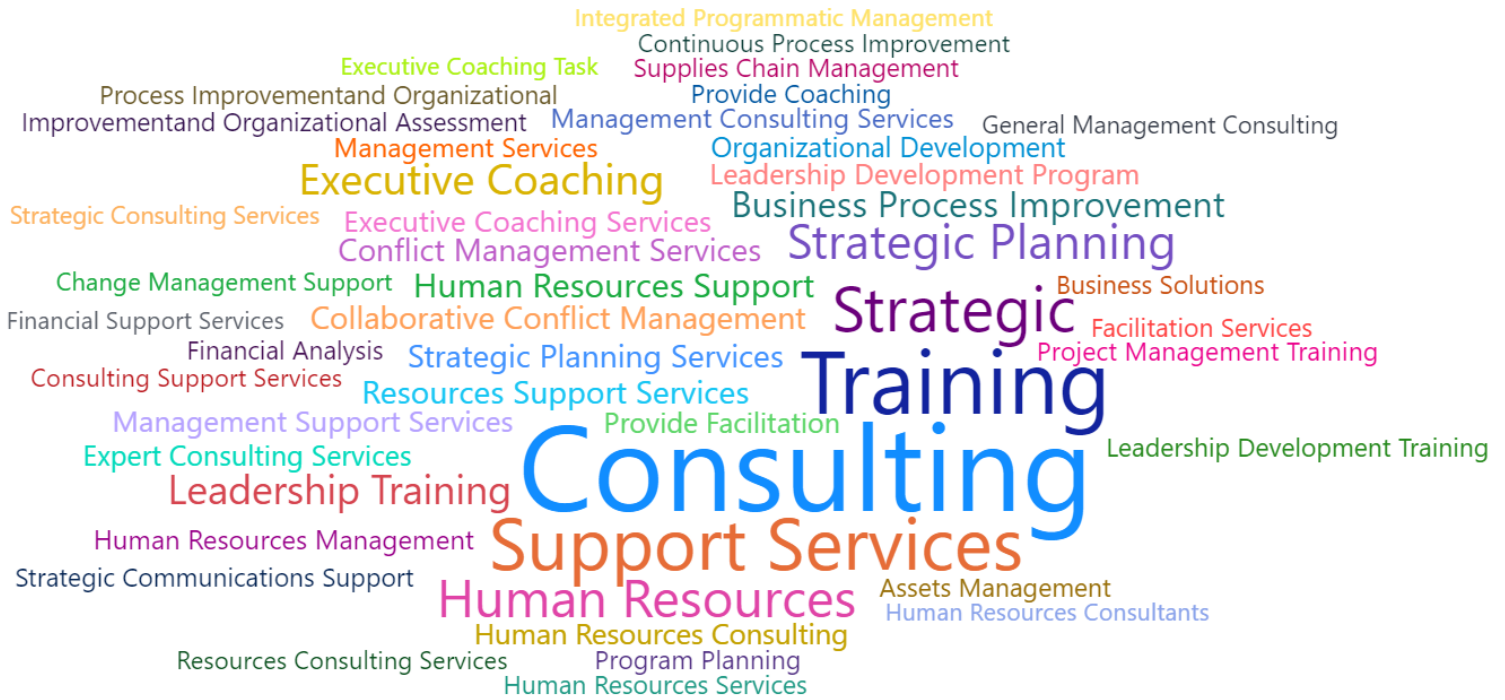 Integrated Programmatic Management
Continuous Process Improvement
Executive Coaching Task
Supplies Chain Management
Process Improvementand Organizational
Provide Coaching
Improvementand Organizational Assessment
Management Consulting Services
General Management Consulting
Management Services
Organizational Development
Executive Coaching
Leadership Development Program
Strategic Consulting Services
Executive Coaching Services
Business Process Improvement
Conflict Management Services
Strategic Planning
Change Management Support
Human Resources Support
Business Solutions
Financial Support Services
Collaborative Conflict Management
Strategic
Facilitation Services
Financial Analysis
Strategic Planning Services
Project Management Training
Consulting Support Services
Resources Support Services
Training
Management Support Services
Provide Facilitation
Expert Consulting Services
Consulting
Leadership Development Training
Leadership Training
Human Resources Management
Support Services
Strategic Communications Support
Human Resources
Assets Management
Human Resources Consultants
Human Resources Consulting
Resources Consulting Services
Program Planning
Human Resources Services